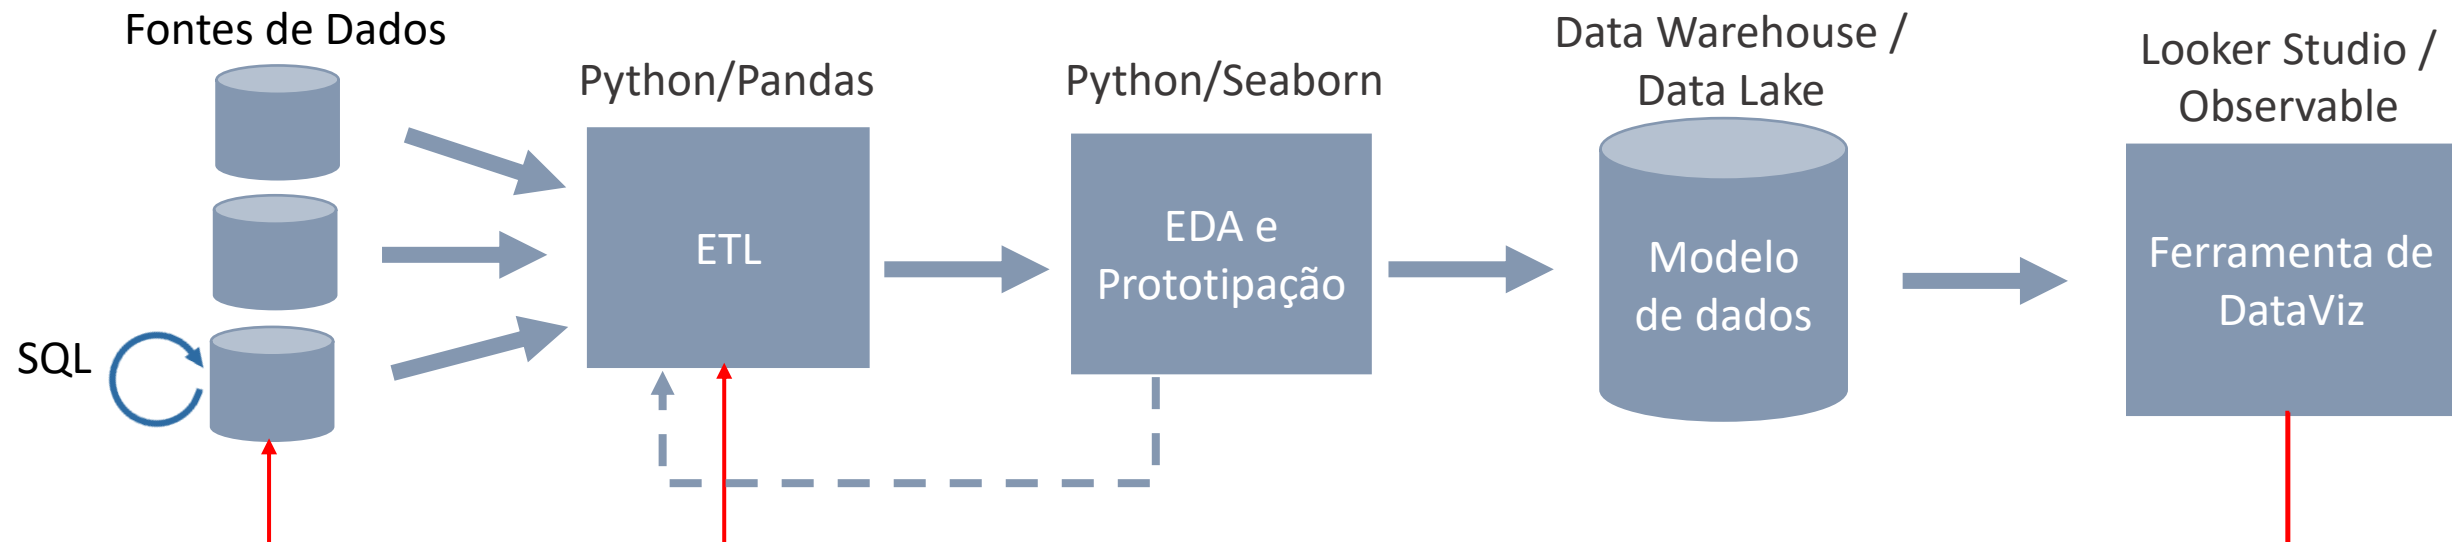 Fontes de Dados
SQL
Python/Pandas
ETL
Python/Seaborn
EDA e
Prototipação
Data Warehouse /
Data Lake
Modelo
de dados
Looker Studio /
Observable
Ferramenta de
DataViz